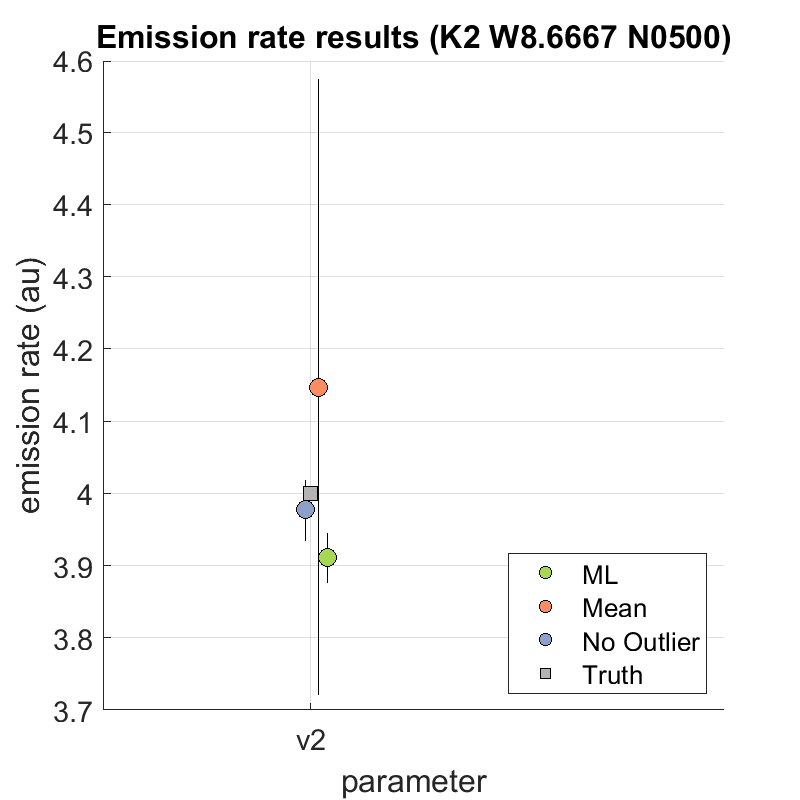 Emission rate results (K2 W8.6667 N0500)
4.6
4.5
4.4
4.3
4.2
4.1
4
3.9
3.8
3.7
emission rate (au)
ML
Mean
No Outlier
Truth
v2
parameter